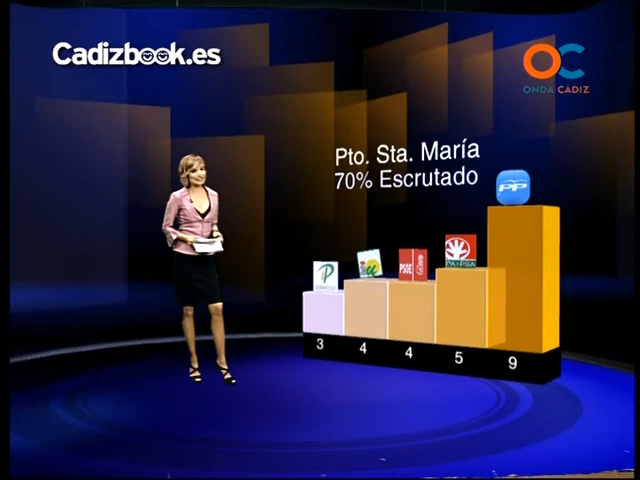 Cadizbook.es
OC
ONDA CADIZ
Pto. Sta. María
70% Escrutado
PP
PSOE
PA-PSA
iu
3
4
4
5
9